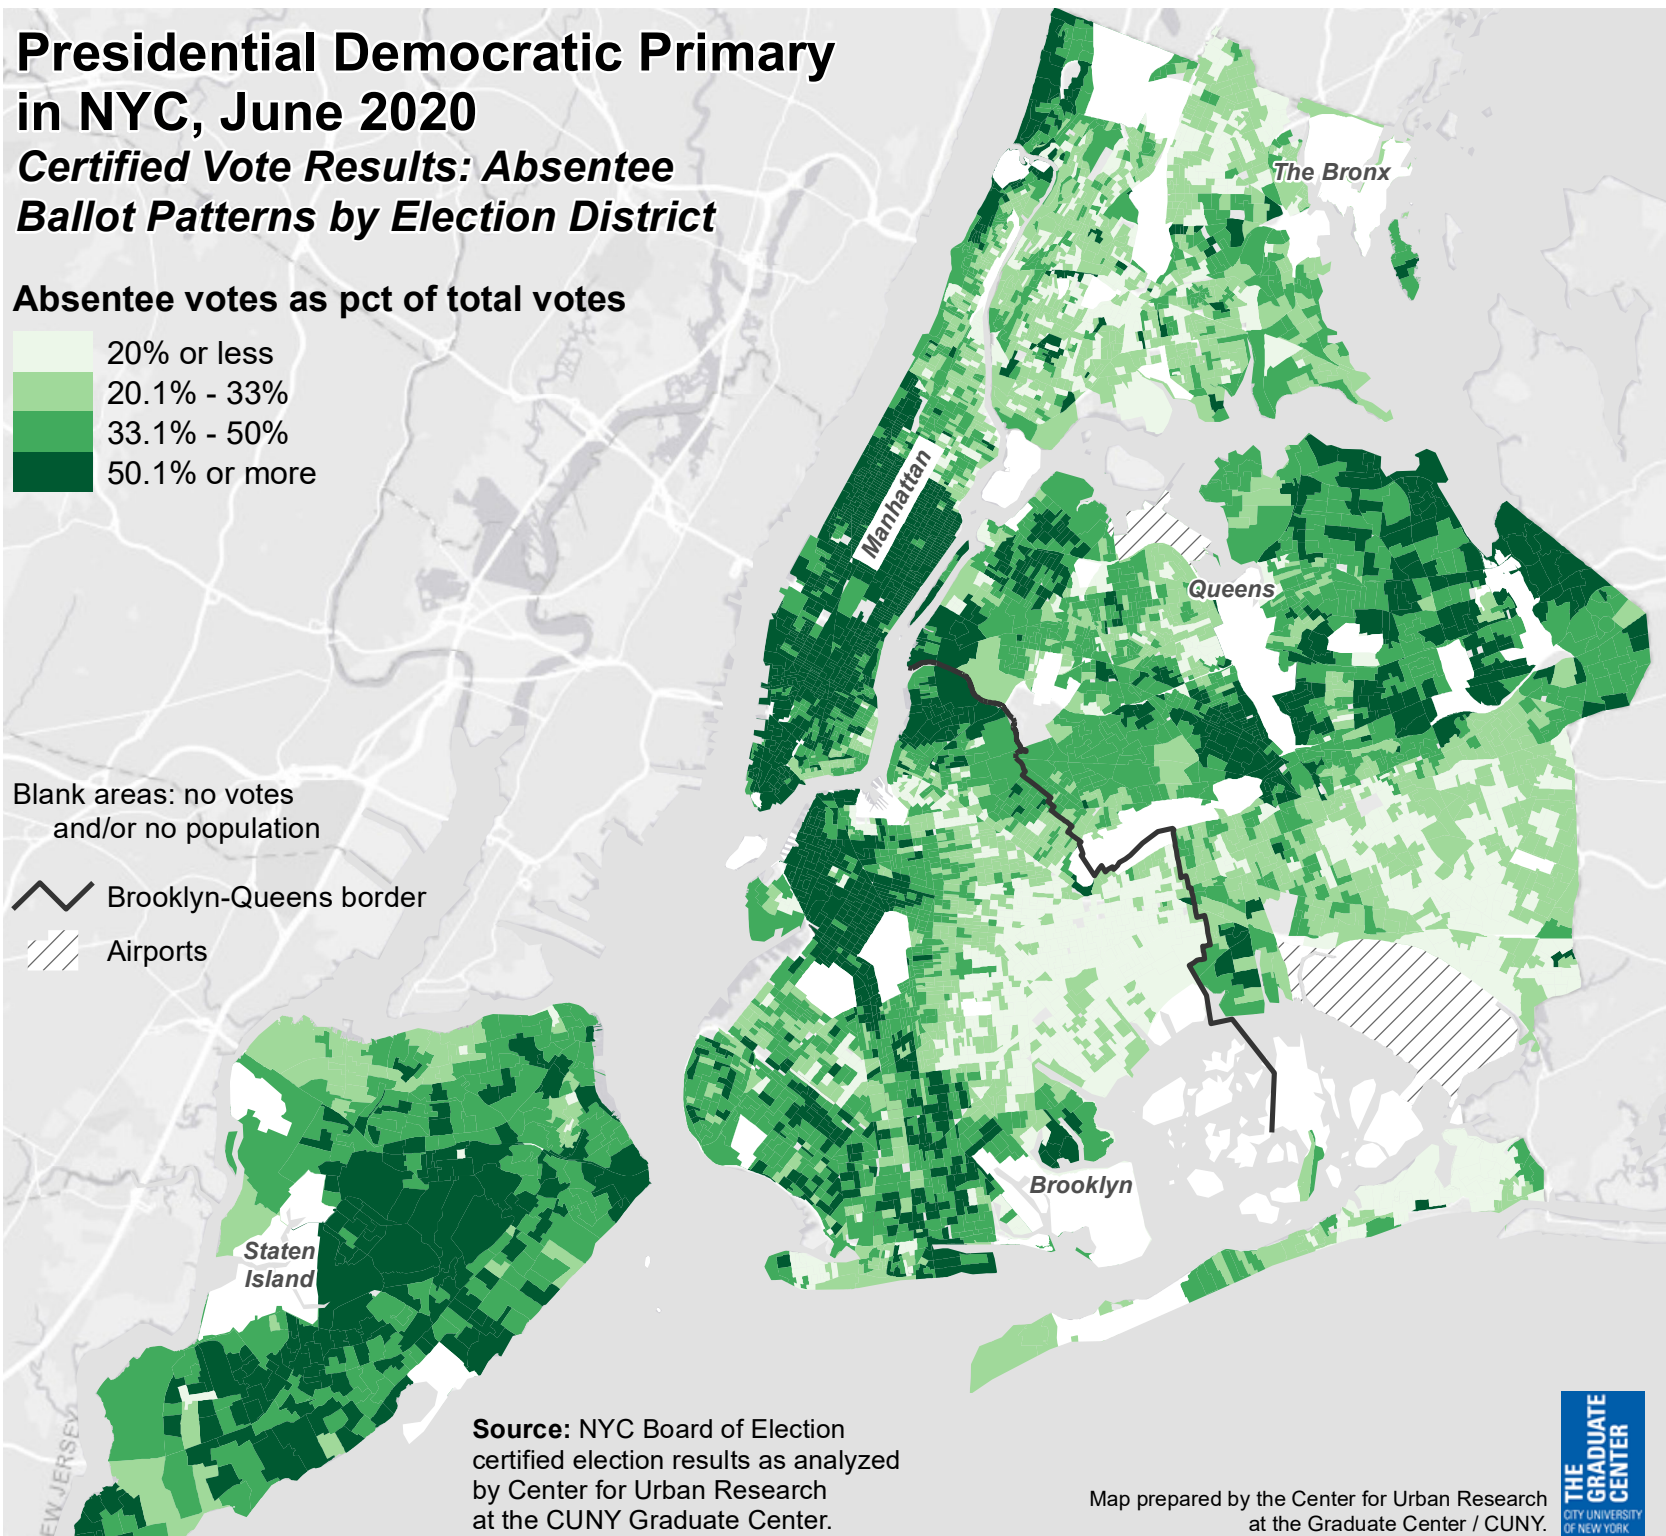 Presidential Democratic Primary
in NYC, June 2020
Certified Vote Results: Absentee
Ballot Patterns by Election District
Absentee votes as pct of total votes
20% or less
20.1% - 33%
33.1% - 50%
50.1% or more
The Bronx
Manhattan
Queens
Blank areas: no votes
and/or no population
Brooklyn-Queens border
Airports
Brooklyn
Staten
Island
EW JERSEY
Source: NYC Board of Election
certified election results as analyzed
by Center for Urban Research
at the CUNY Graduate Center.
Map prepared by the Center for Urban Research
at the Graduate Center / CUNY.
THE
GRADUATE
CENTER
CITY UNIVERSITY
OF NEW YORK